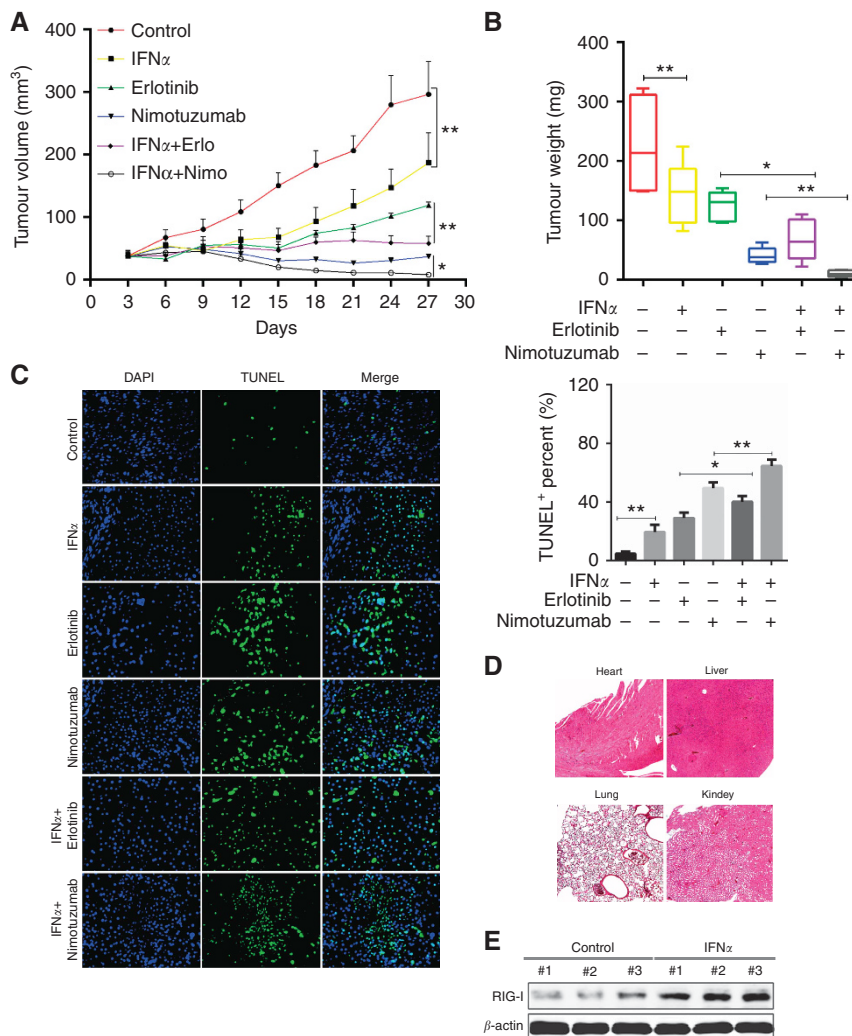 A
Control
IFNα
Erlotinib
Nimotuzumab
IFNα+Erlo
IFNα+Nimo
Tumour volume (mm³)
400
300
200
100
0
**
**
*
0 3 6 9 12 15 18 21 24 27 30
Days
B
Tumour weight (mg)
400
300
200
100
0
**
*
**
IFNα – + – – + +
Erlotinib – – + – + –
Nimotuzumab – – – + – +
C
DAPI TUNEL Merge
Control
IFNα
Erlotinib
Nimotuzumab
IFNα+
Erlotinib
IFNα+
Nimotuzumab
TUNEL⁺ percent (%)
120
80
40
0
**
*
**
IFNα – + – – + +
Erlotinib – – + – + –
Nimotuzumab – – – + – +
D
Heart Liver
Lung Kindey
E
Control IFNα
#1 #2 #3 #1 #2 #3
RIG-I
β-actin